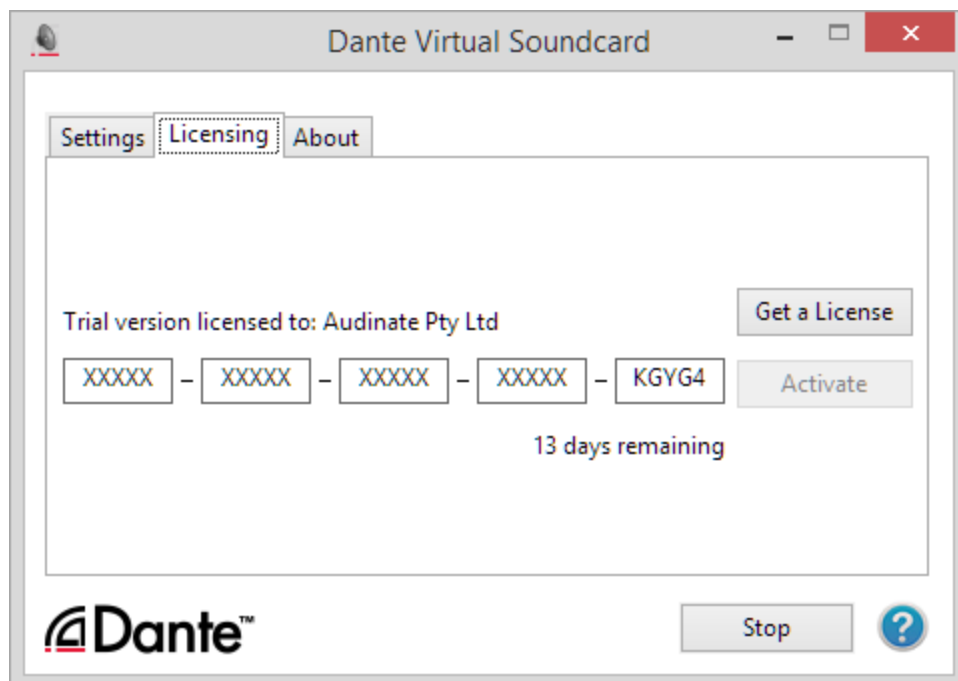 Dante Virtual Soundcard
Settings Licensing About
Trial version licensed to: Audinate Pty Ltd
Get a License
XXXXX – XXXXX – XXXXX – XXXXX – KGYG4
Activate
13 days remaining
Dante™
Stop
?